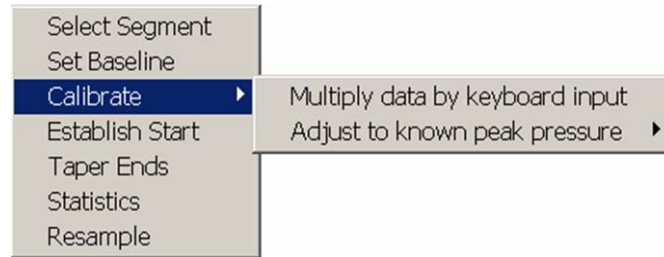 Select Segment
Set Baseline
Calibrate
Multiply data by keyboard input
Establish Start
Adjust to known peak pressure
Taper Ends
Statistics
Resample